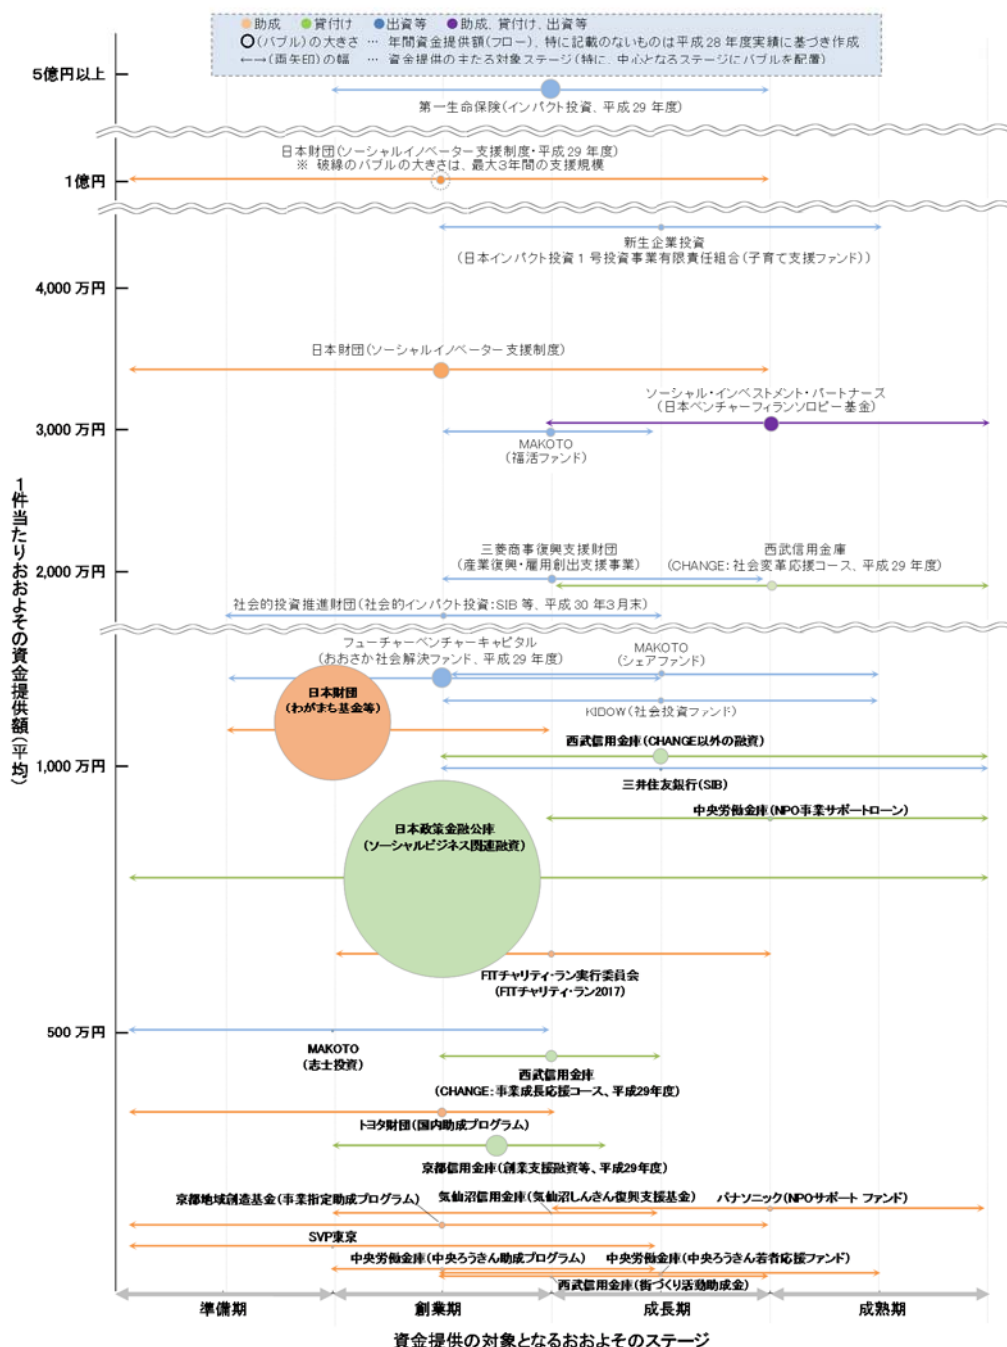 ●助成 ●貸付け ●出資等 ●助成、貸付け、出資等
○(バブル)の大きさ … 年間資金提供額(フロー)、特に記載のないものは平成28年度実績に基づき作成
←→(両矢印)の幅 … 資金提供の主たる対象ステージ(特に、中心となるステージにバブルを配置)
5億円以上
第一生命保険(インパクト投資、平成29年度)
日本財団(ソーシャルイノベーター支援制度・平成29年度)
※ 破線のバブルの大きさは、最大3年間の支援規模
1億円
新生企業投資
(日本インパクト投資1号投資事業有限責任組合(子育て支援ファンド))
4,000万円
日本財団(ソーシャルイノベーター支援制度)
ソーシャル・インベストメント・パートナーズ
(日本ベンチャーフィランソロピー基金)
3,000万円
MAKOTO
(福活ファンド)
1件当たりおおよその資金提供額(平均)
三菱商事復興支援財団
(産業復興・雇用創出支援事業)
西武信用金庫
(CHANGE:社会変革応援コース、平成29年度)
2,000万円
社会的投資推進財団(社会的インパクト投資:SIB等、平成30年3月末)
フューチャーベンチャーキャピタル
(おおさか社会解決ファンド、平成29年度)
MAKOTO
(シェアファンド)
日本財団
(わがまち基金等)
KIDOW(社会投資ファンド)
西武信用金庫(CHANGE以外の融資)
1,000万円
三井住友銀行(SIB)
中央労働金庫(NPO事業サポートローン)
日本政策金融公庫
(ソーシャルビジネス関連融資)
FITチャリティ・ラン実行委員会
(FITチャリティ・ラン2017)
500万円
MAKOTO
(志士投資)
西武信用金庫
(CHANGE:事業成長応援コース、平成29年度)
トヨタ財団(国内助成プログラム)
京都信用金庫(創業支援融資等、平成29年度)
京都地域創造基金(事業指定助成プログラム)
気仙沼信用金庫(気仙沼しんきん復興支援基金)
パナソニック(NPOサポート ファンド)
SVP東京
中央労働金庫(中央ろうきん助成プログラム)
中央労働金庫(中央ろうきん若者応援ファンド)
西武信用金庫(街づくり活動助成金)
準備期
創業期
成長期
成熟期
資金提供の対象となるおおよそのステージ